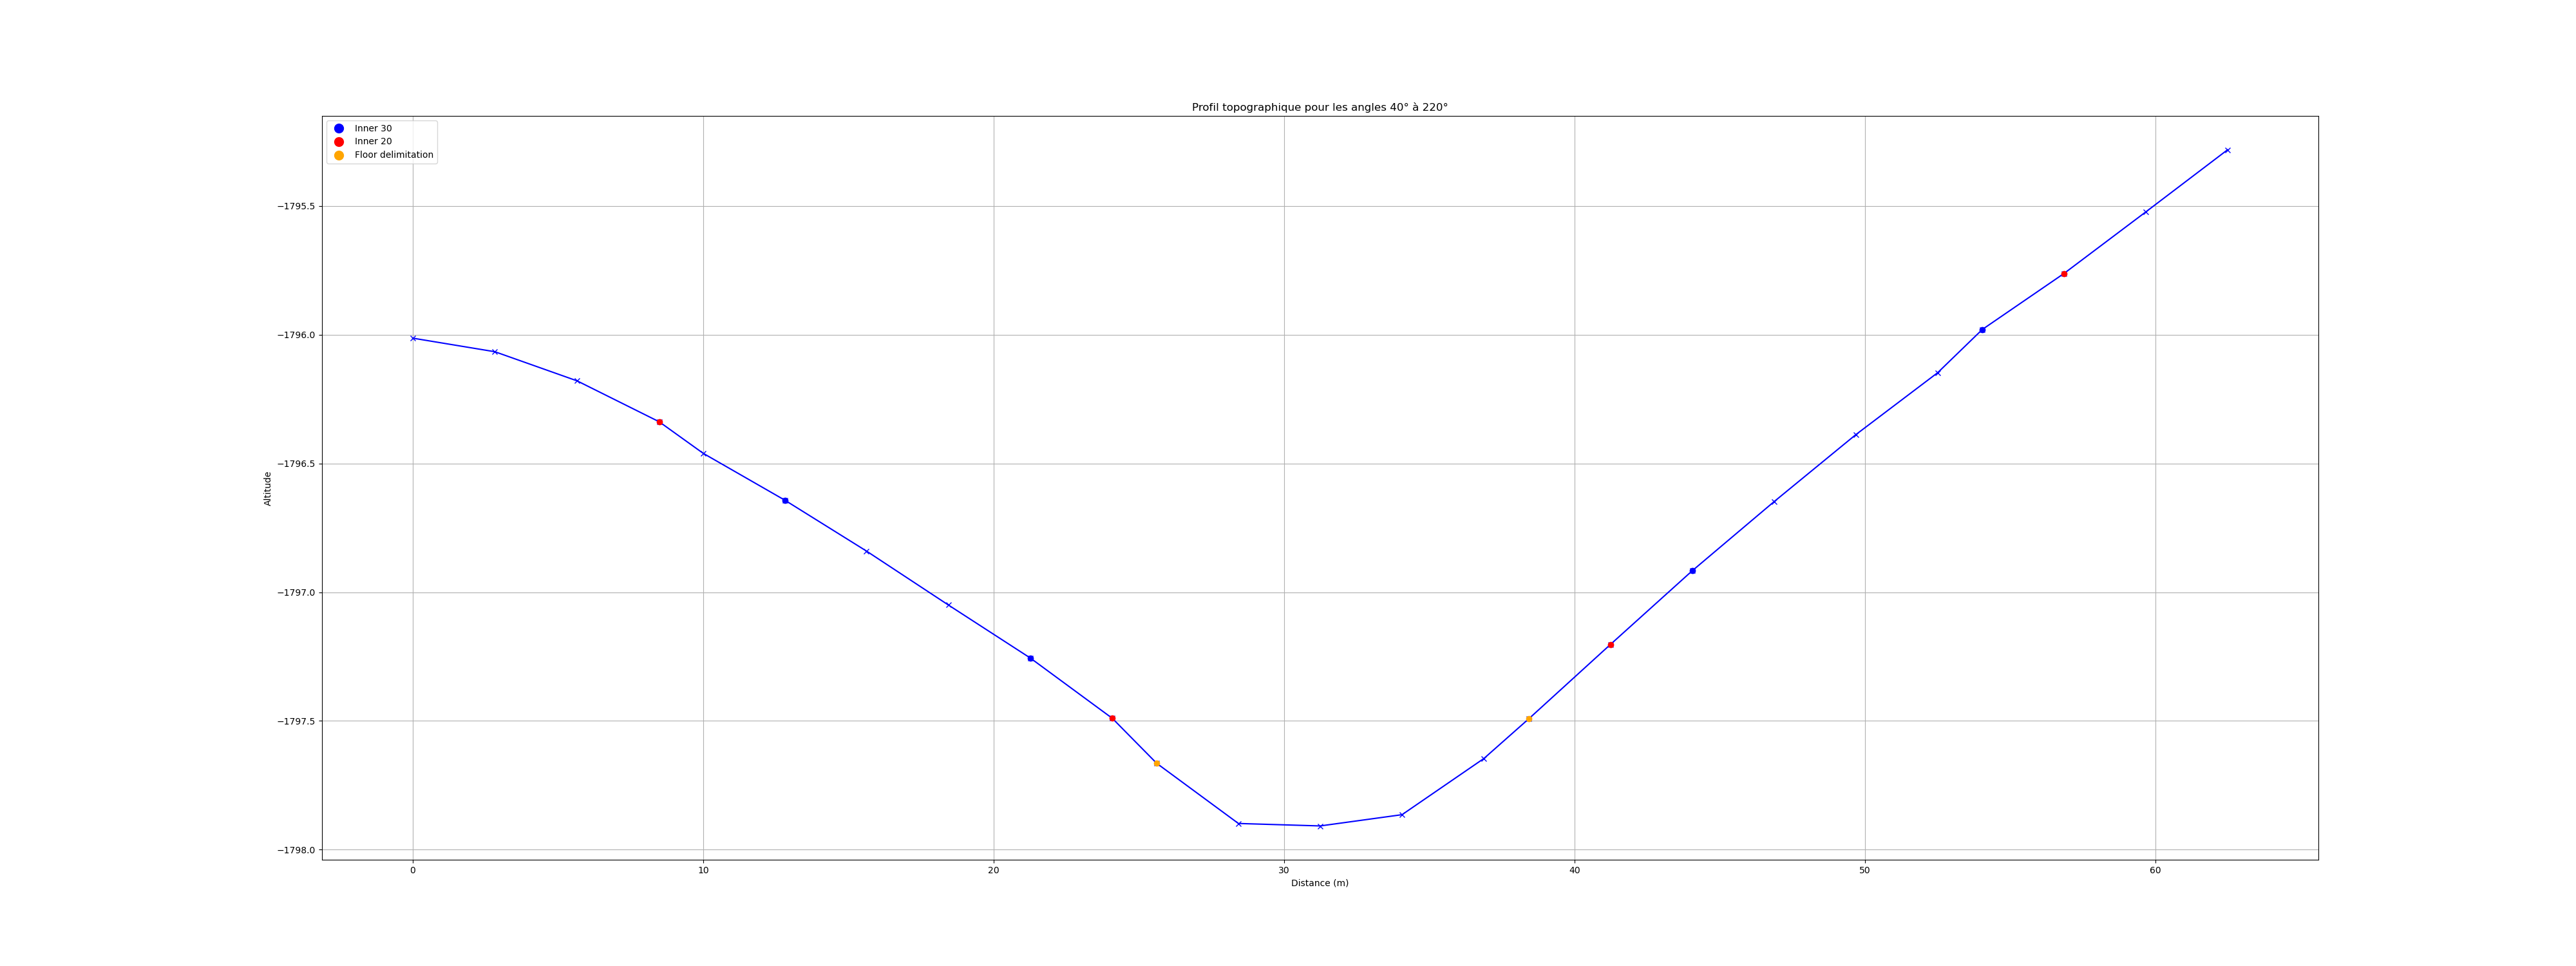 Profil topographique pour les angles 40° à 220°
Inner 30
Inner 20
Floor delimitation
Altitude
−1795.5
−1796.0
−1796.5
−1797.0
−1797.5
−1798.0
0 10 20 30 40 50 60
Distance (m)